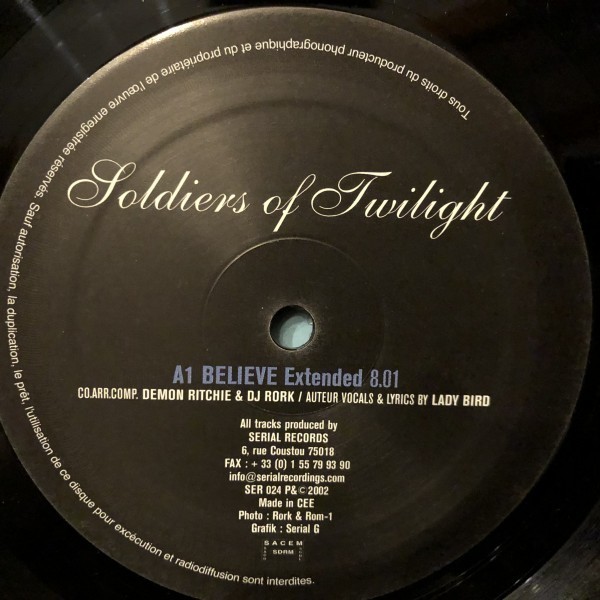 Tous droits du producteur phonographique et du propriétaire de l'œuvre enregistrée réservés. Sauf autorisation, la duplication, le prêt, l'utilisation de ce disque pour excécution et radiodiffusion sont interdites.
Soldiers of Twilight
A1 BELIEVE Extended 8.01
CO.ARR.COMP. DEMON RITCHIE & DJ RORK / AUTEUR VOCALS & LYRICS BY LADY BIRD
All tracks produced by
SERIAL RECORDS
6, rue Coustou 75018
FAX : + 33 (0) 1 55 79 93 90
info@serialrecordings.com
SER 024 P&©2002
Made in CEE
Photo : Rork & Rom-1
Grafik : Serial G
SACEM
SDRM